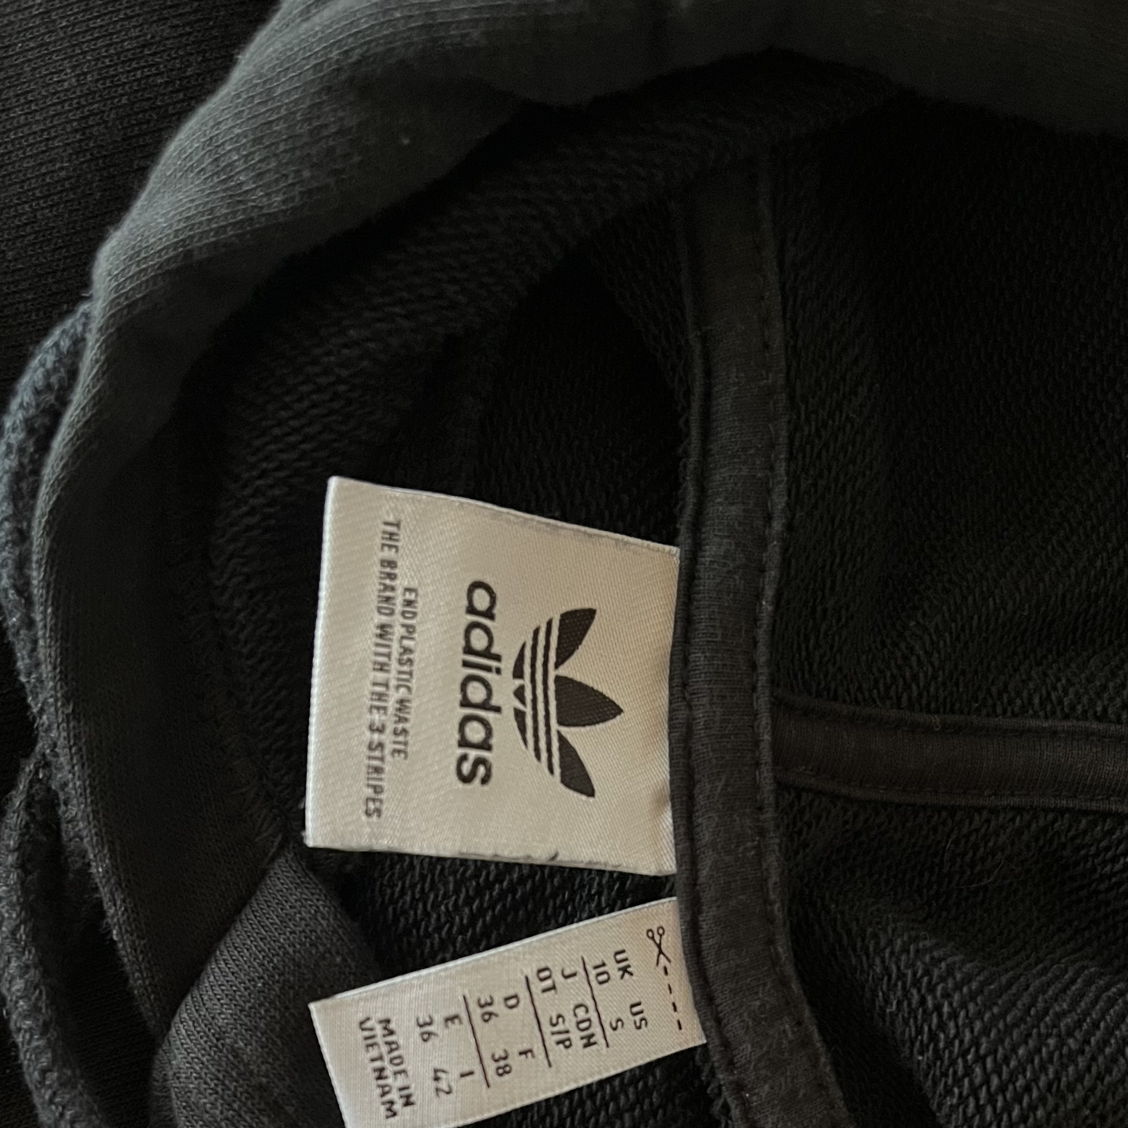 adidas
END PLASTIC WASTE
THE BRAND WITH THE 3 STRIPES
UK US
10 S
J CDN
OT S/P
D F
36 38
E I
36 42
MADE IN
VIETNAM